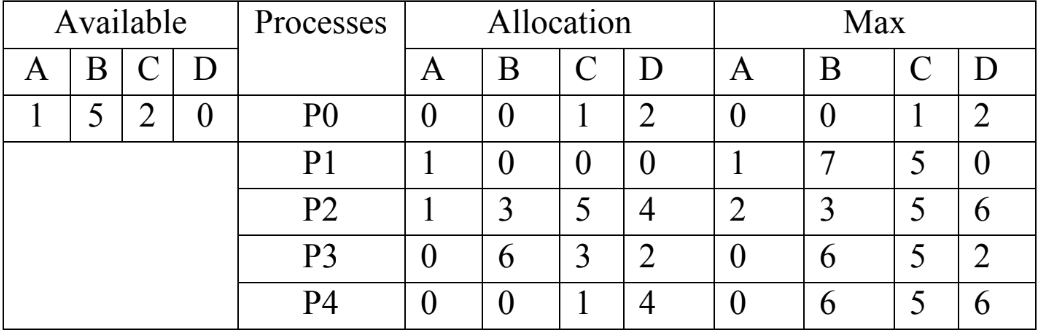 Available Processes Allocation Max
A B C D A B C D A B C D
1 5 2 0 P0 0 0 1 2 0 0 1 2
P1 1 0 0 0 1 7 5 0
P2 1 3 5 4 2 3 5 6
P3 0 6 3 2 0 6 5 2
P4 0 0 1 4 0 6 5 6